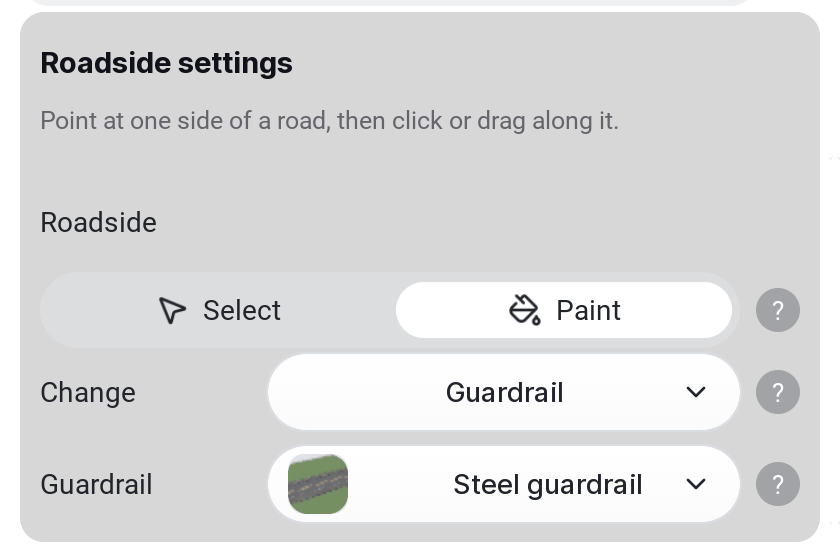 Roadside settings
Point at one side of a road, then click or drag along it.
Roadside
Select Paint ?
Change Guardrail ?
Guardrail Steel guardrail ?